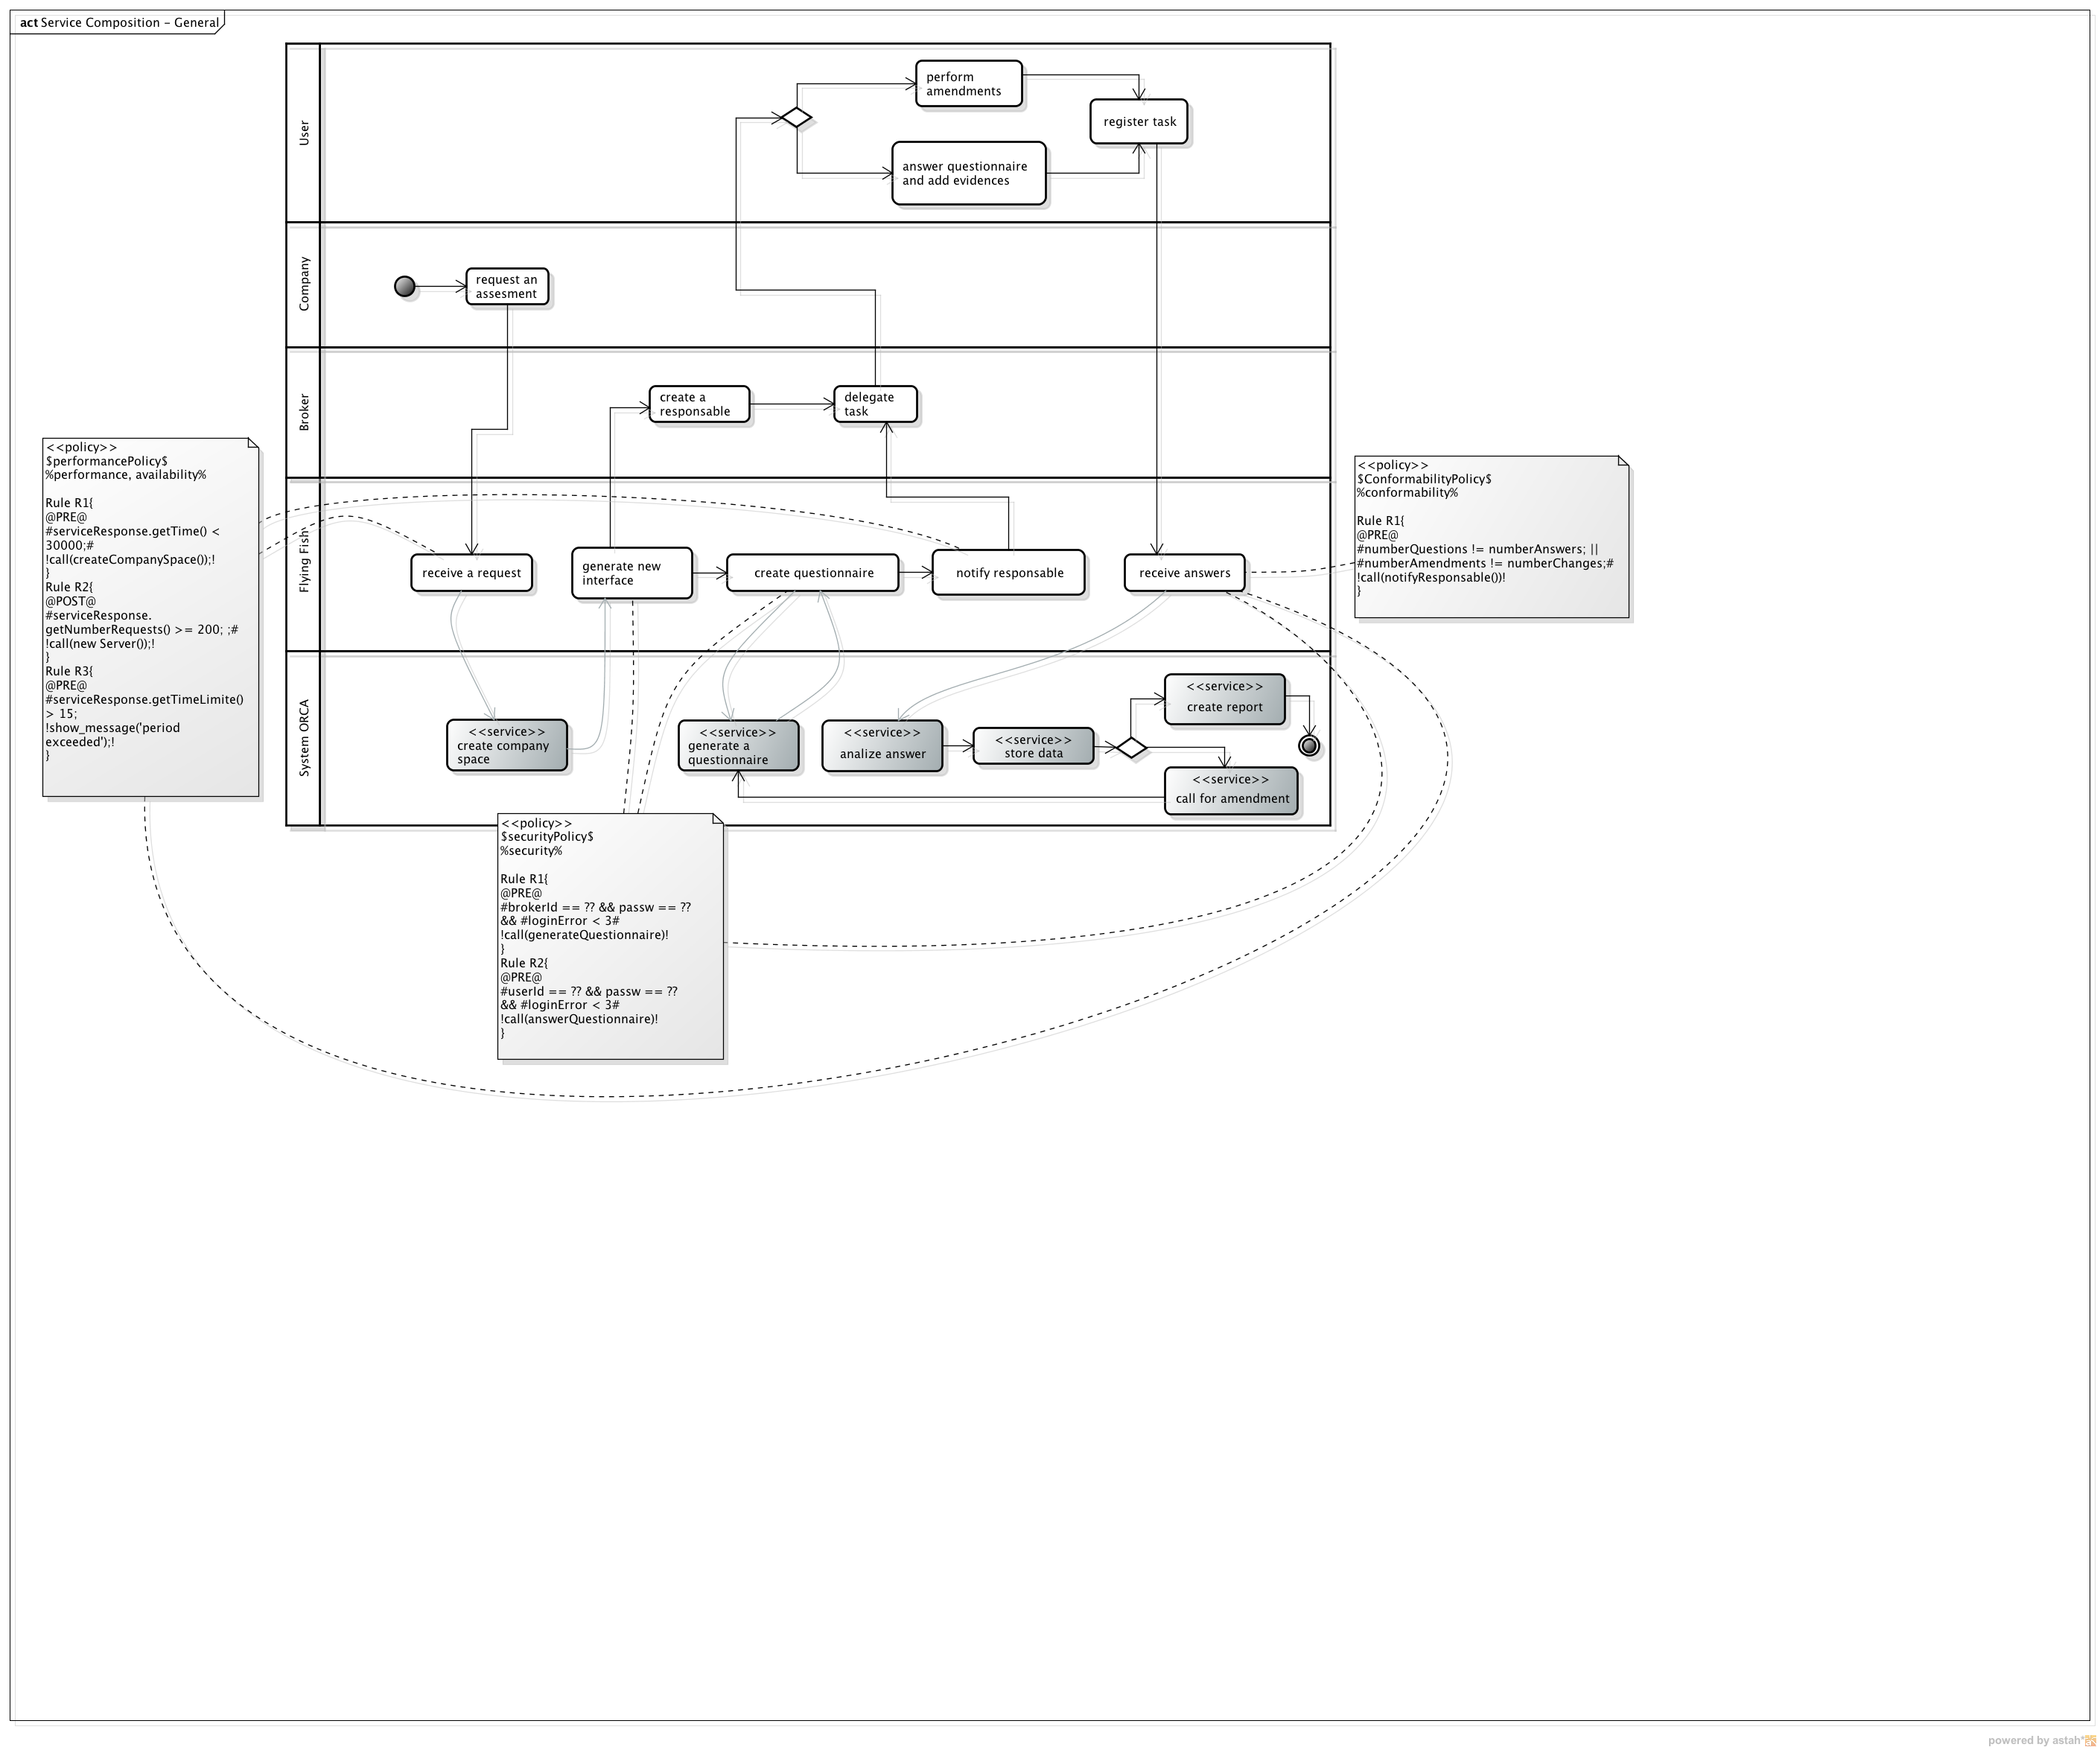 act Service Composition - General
User
perform
amendments
register task
answer questionnaire
and add evidences
Company
request an
assesment
Broker
create a
responsable
delegate
task
<<policy>>
$performancePolicy$
%performance, availability%
Rule R1{
@PRE@
#serviceResponse.getTime() <
30000;#
!call(createCompanySpace());!
}
Rule R2{
@POST@
#serviceResponse.
getNumberRequests() >= 200; ;#
!call(new Server());!
}
Rule R3{
@PRE@
#serviceResponse.getTimeLimite()
> 15;
!show_message('period
exceeded');!
}
<<policy>>
$ConformabilityPolicy$
%conformability%
Rule R1{
@PRE@
#numberQuestions != numberAnswers; ||
#numberAmendments != numberChanges;#
!call(notifyResponsable())!
}
Flying Fish
receive a request
generate new
interface
create questionnaire
notify responsable
receive answers
System ORCA
<<service>>
create company
space
<<service>>
generate a
questionnaire
<<service>>
analize answer
<<service>>
store data
<<service>>
create report
<<service>>
call for amendment
<<policy>>
$securityPolicy$
%security%
Rule R1{
@PRE@
#brokerId == ?? && passw == ??
&& #loginError < 3#
!call(generateQuestionnaire)!
}
Rule R2{
@PRE@
#userId == ?? && passw == ??
&& #loginError < 3#
!call(answerQuestionnaire)!
}
powered by astah*